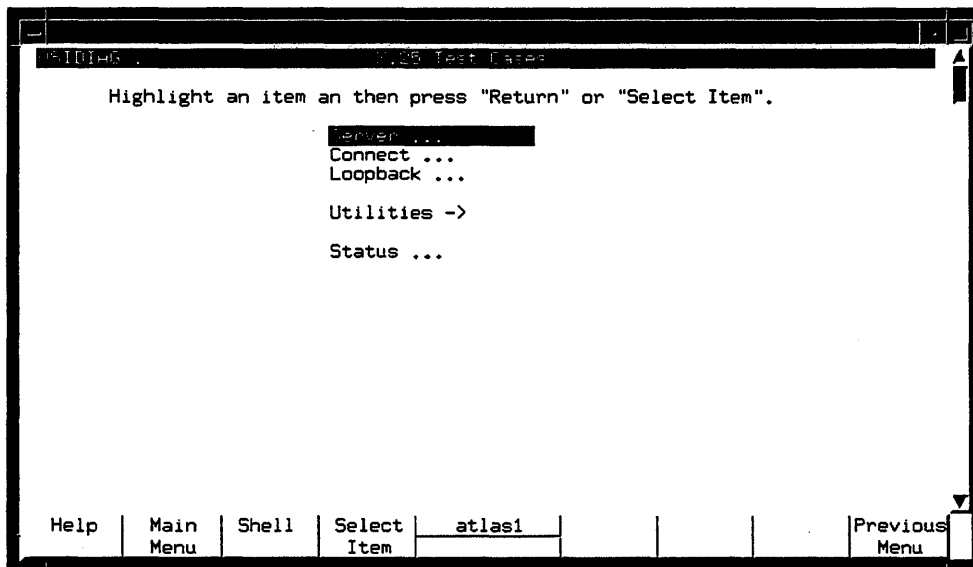 OSIDIAG X.25 Test Cases
Highlight an item an then press "Return" or "Select Item".
Server ...
Connect ...
Loopback ...
Utilities ->
Status ...
Help Main Shell Select atlas1 Previous
Menu Item Menu